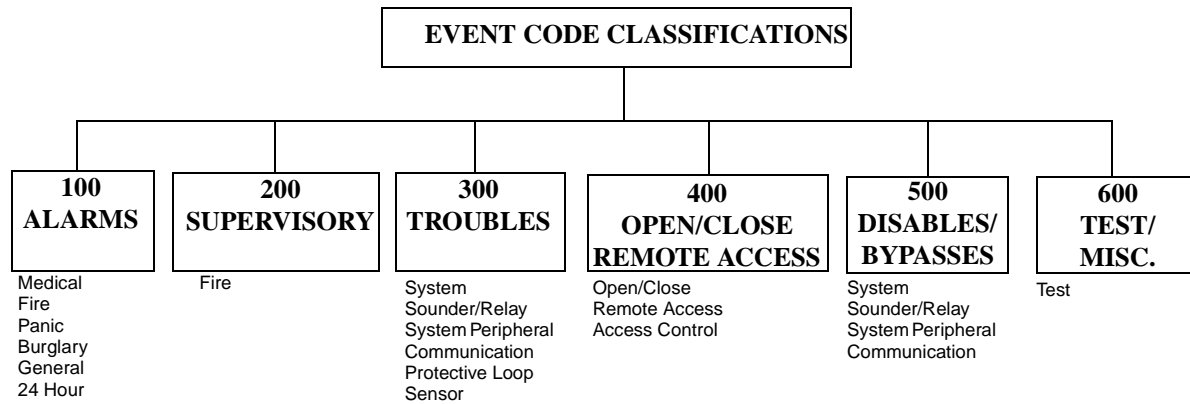 EVENT CODE CLASSIFICATIONS
100
ALARMS
Medical
Fire
Panic
Burglary
General
24 Hour
200
SUPERVISORY
Fire
300
TROUBLES
System
Sounder/Relay
System Peripheral
Communication
Protective Loop
Sensor
400
OPEN/CLOSE
REMOTE ACCESS
Open/Close
Remote Access
Access Control
500
DISABLES/
BYPASSES
System
Sounder/Relay
System Peripheral
Communication
600
TEST/
MISC.
Test